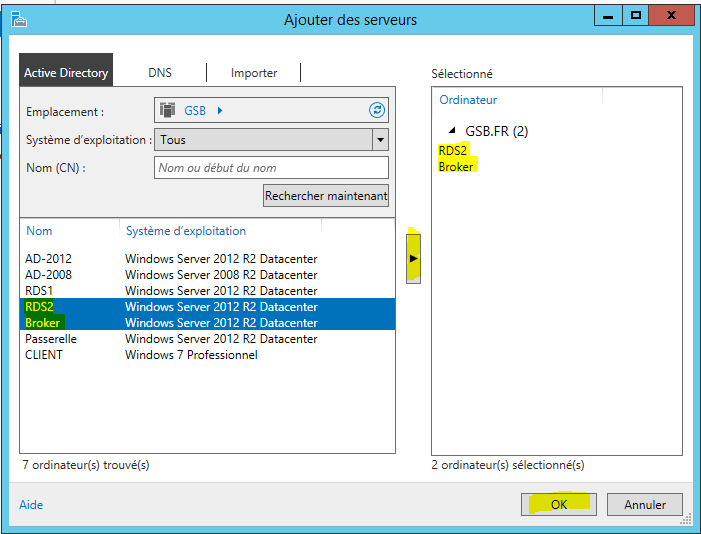 Ajouter des serveurs
Active Directory
DNS
Importer
Emplacement :
GSB
Système d'exploitation :
Tous
Nom (CN) :
Nom ou début du nom
Rechercher maintenant
Nom Système d'exploitation
AD-2012 Windows Server 2012 R2 Datacenter
AD-2008 Windows Server 2008 R2 Datacenter
RDS1 Windows Server 2012 R2 Datacenter
RDS2 Windows Server 2012 R2 Datacenter
Broker Windows Server 2012 R2 Datacenter
Passerelle Windows Server 2012 R2 Datacenter
CLIENT Windows 7 Professionnel
7 ordinateur(s) trouvé(s)
Sélectionné
Ordinateur
GSB.FR (2)
RDS2
Broker
2 ordinateur(s) sélectionné(s)
Aide
OK
Annuler